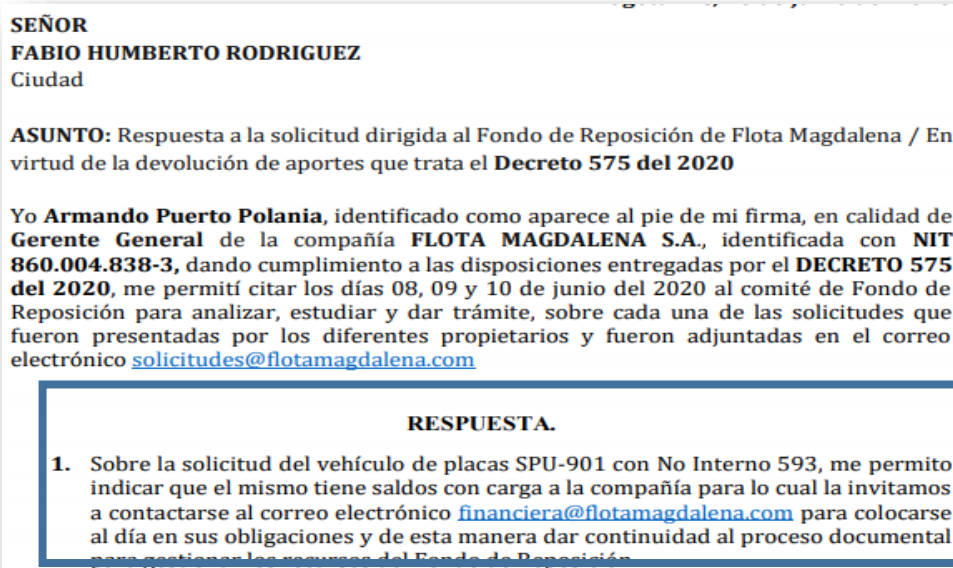 SEÑOR
FABIO HUMBERTO RODRIGUEZ
Ciudad
ASUNTO: Respuesta a la solicitud dirigida al Fondo de Reposición de Flota Magdalena / En
virtud de la devolución de aportes que trata el Decreto 575 del 2020
Yo Armando Puerto Polania, identificado como aparece al pie de mi firma, en calidad de
Gerente General de la compañía FLOTA MAGDALENA S.A., identificada con NIT
860.004.838-3, dando cumplimiento a las disposiciones entregadas por el DECRETO 575
del 2020, me permití citar los días 08, 09 y 10 de junio del 2020 al comité de Fondo de
Reposición para analizar, estudiar y dar trámite, sobre cada una de las solicitudes que
fueron presentadas por los diferentes propietarios y fueron adjuntadas en el correo
electrónico solicitudes@flotamagdalena.com
RESPUESTA.
1. Sobre la solicitud del vehículo de placas SPU-901 con No Interno 593, me permito
indicar que el mismo tiene saldos con carga a la compañía para lo cual la invitamos
a contactarse al correo electrónico financiera@flotamagdalena.com para colocarse
al día en sus obligaciones y de esta manera dar continuidad al proceso documental
para gestionar los recursos del Fondo de Reposición